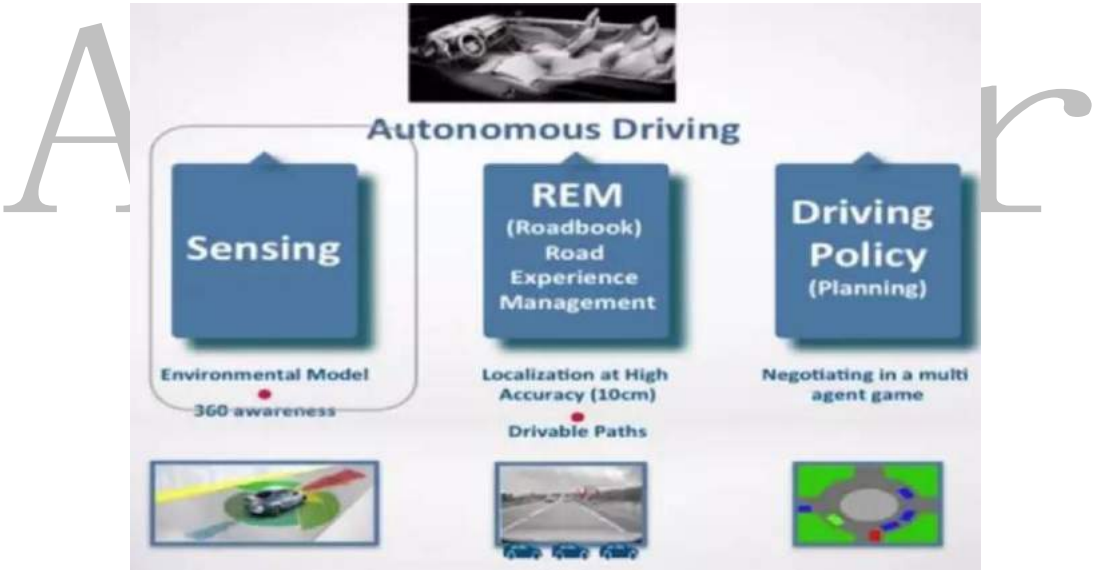 Autonomous Driving
Sensing
Environmental Model
360 awareness
REM
(Roadbook)
Road
Experience
Management
Localization at High
Accuracy (10cm)
Drivable Paths
Driving
Policy
(Planning)
Negotiating in a multi
agent game